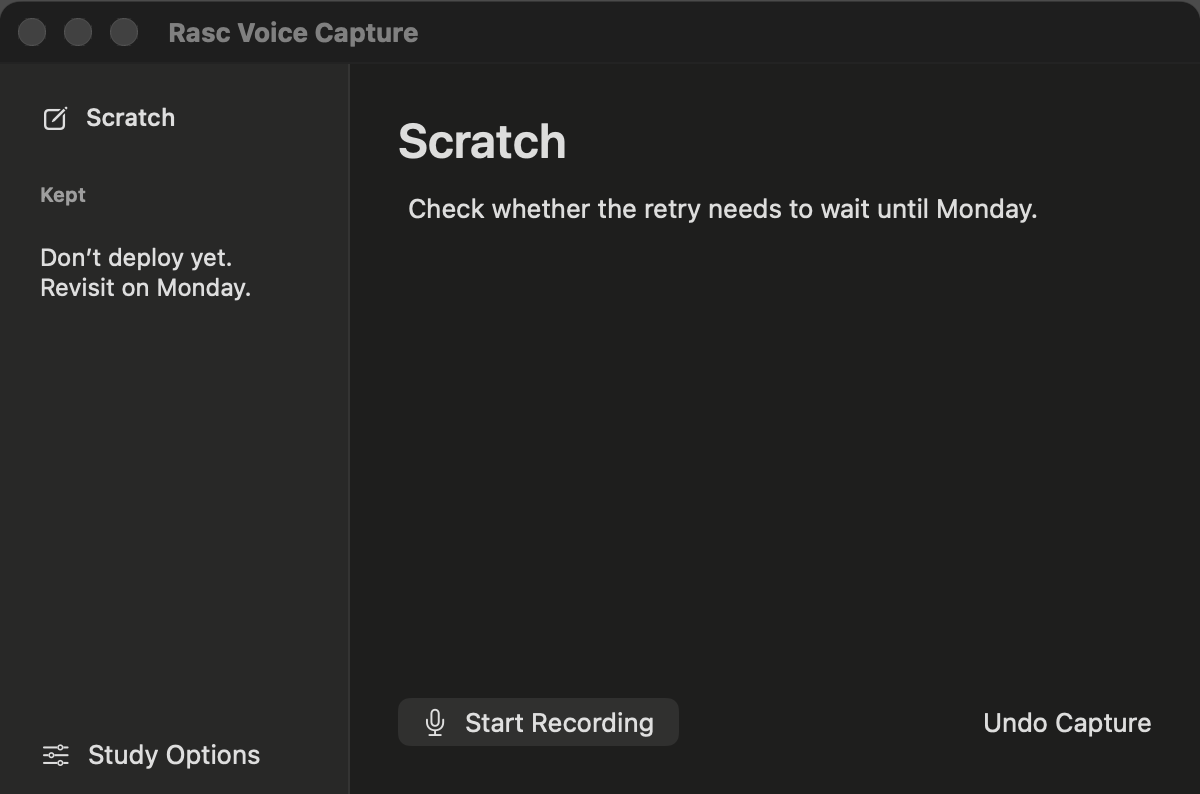 Rasc Voice Capture
Scratch
Kept
Don’t deploy yet.
Revisit on Monday.
Study Options
Scratch
Check whether the retry needs to wait until Monday.
Start Recording
Undo Capture